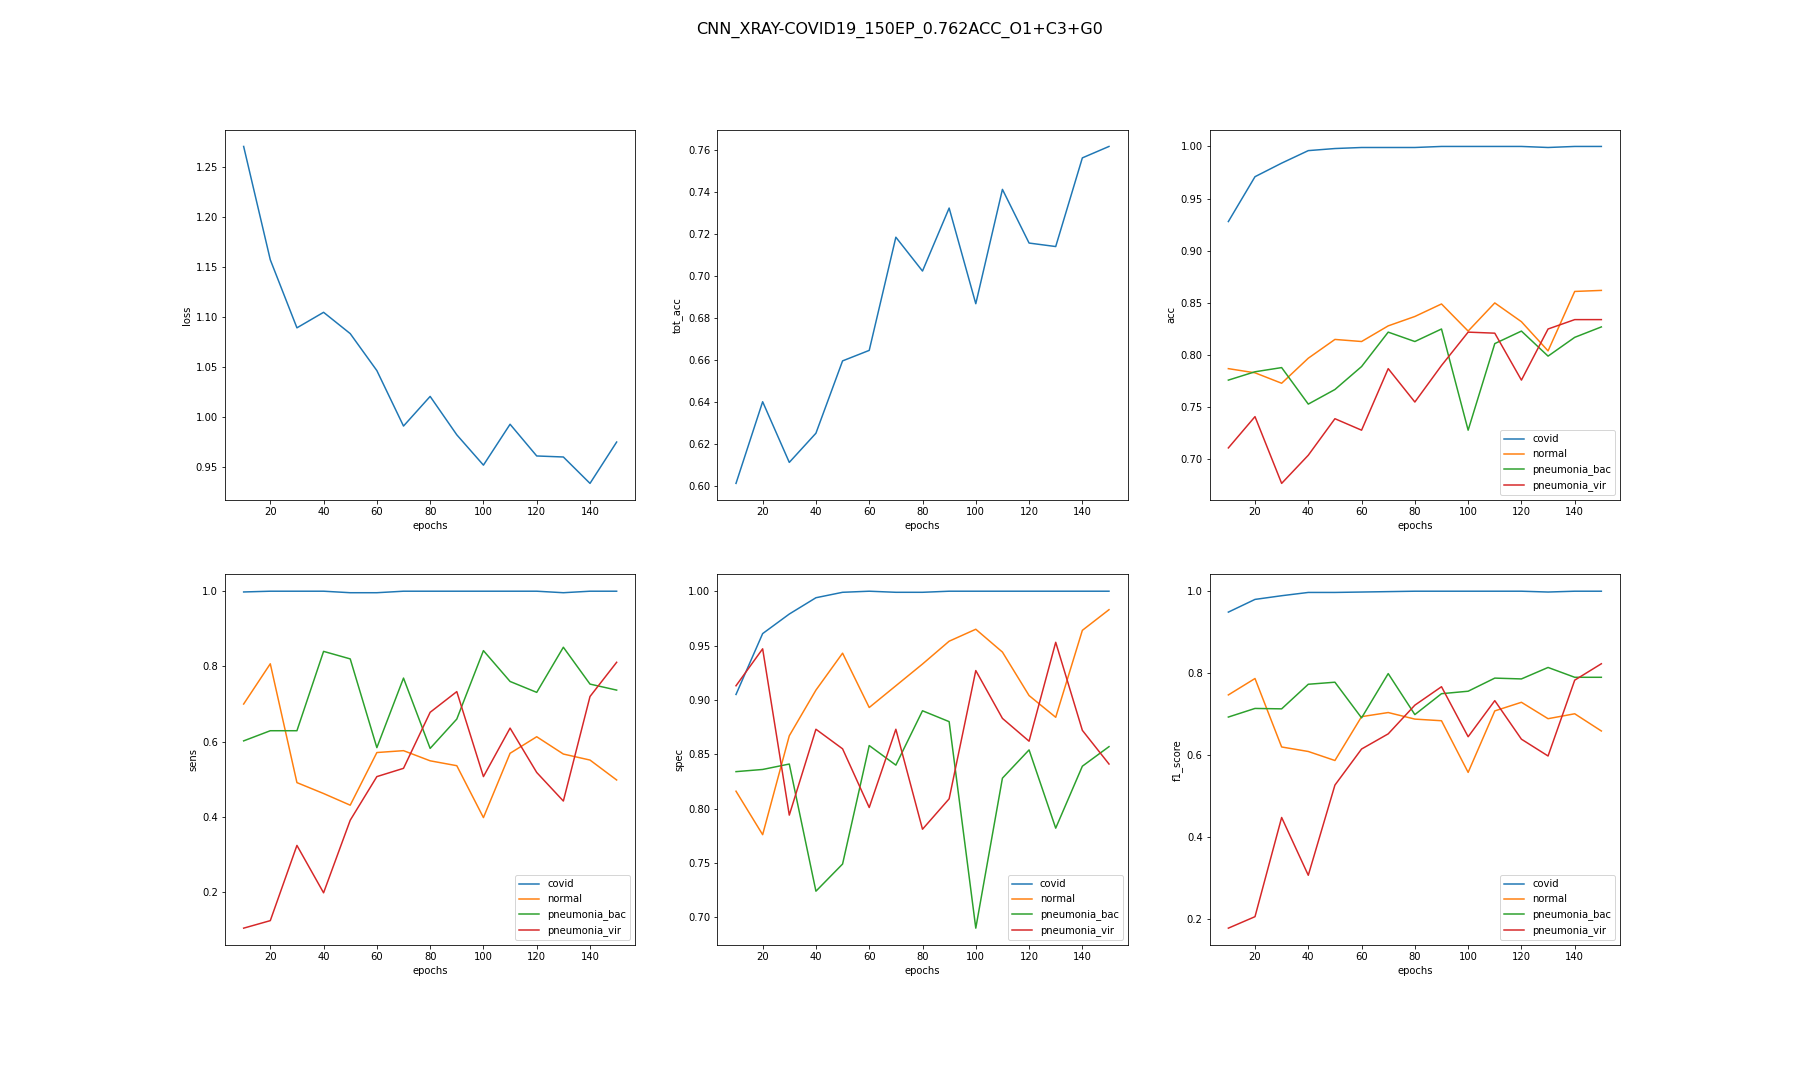 CNN_XRAY-COVID19_150EP_0.762ACC_O1+C3+G0
loss
1.25
1.20
1.15
1.10
1.05
1.00
0.95
20 40 60 80 100 120 140
epochs
tot_acc
0.76
0.74
0.72
0.70
0.68
0.66
0.64
0.62
0.60
20 40 60 80 100 120 140
epochs
acc
1.00
0.95
0.90
0.85
0.80
0.75
0.70
covid
normal
pneumonia_bac
pneumonia_vir
20 40 60 80 100 120 140
epochs
sens
1.0
0.8
0.6
0.4
0.2
covid
normal
pneumonia_bac
pneumonia_vir
20 40 60 80 100 120 140
epochs
spec
1.00
0.95
0.90
0.85
0.80
0.75
0.70
covid
normal
pneumonia_bac
pneumonia_vir
20 40 60 80 100 120 140
epochs
f1_score
1.0
0.8
0.6
0.4
0.2
covid
normal
pneumonia_bac
pneumonia_vir
20 40 60 80 100 120 140
epochs